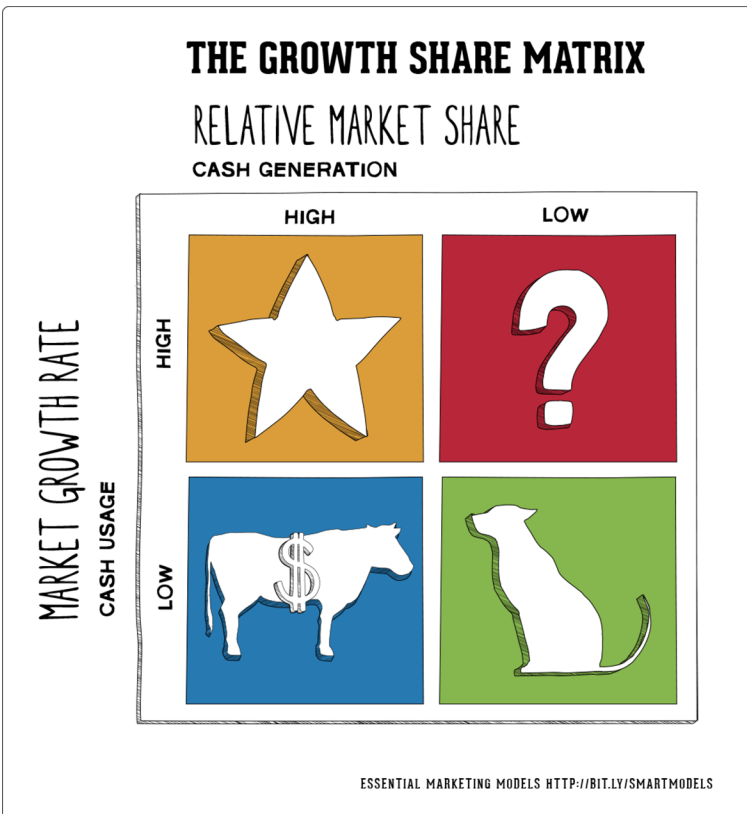 THE GROWTH SHARE MATRIX
RELATIVE MARKET SHARE
CASH GENERATION
HIGH LOW
MARKET GROWTH RATE
CASH USAGE
HIGH
?
LOW
$
ESSENTIAL MARKETING MODELS HTTP://BIT.LY/SMARTMODELS